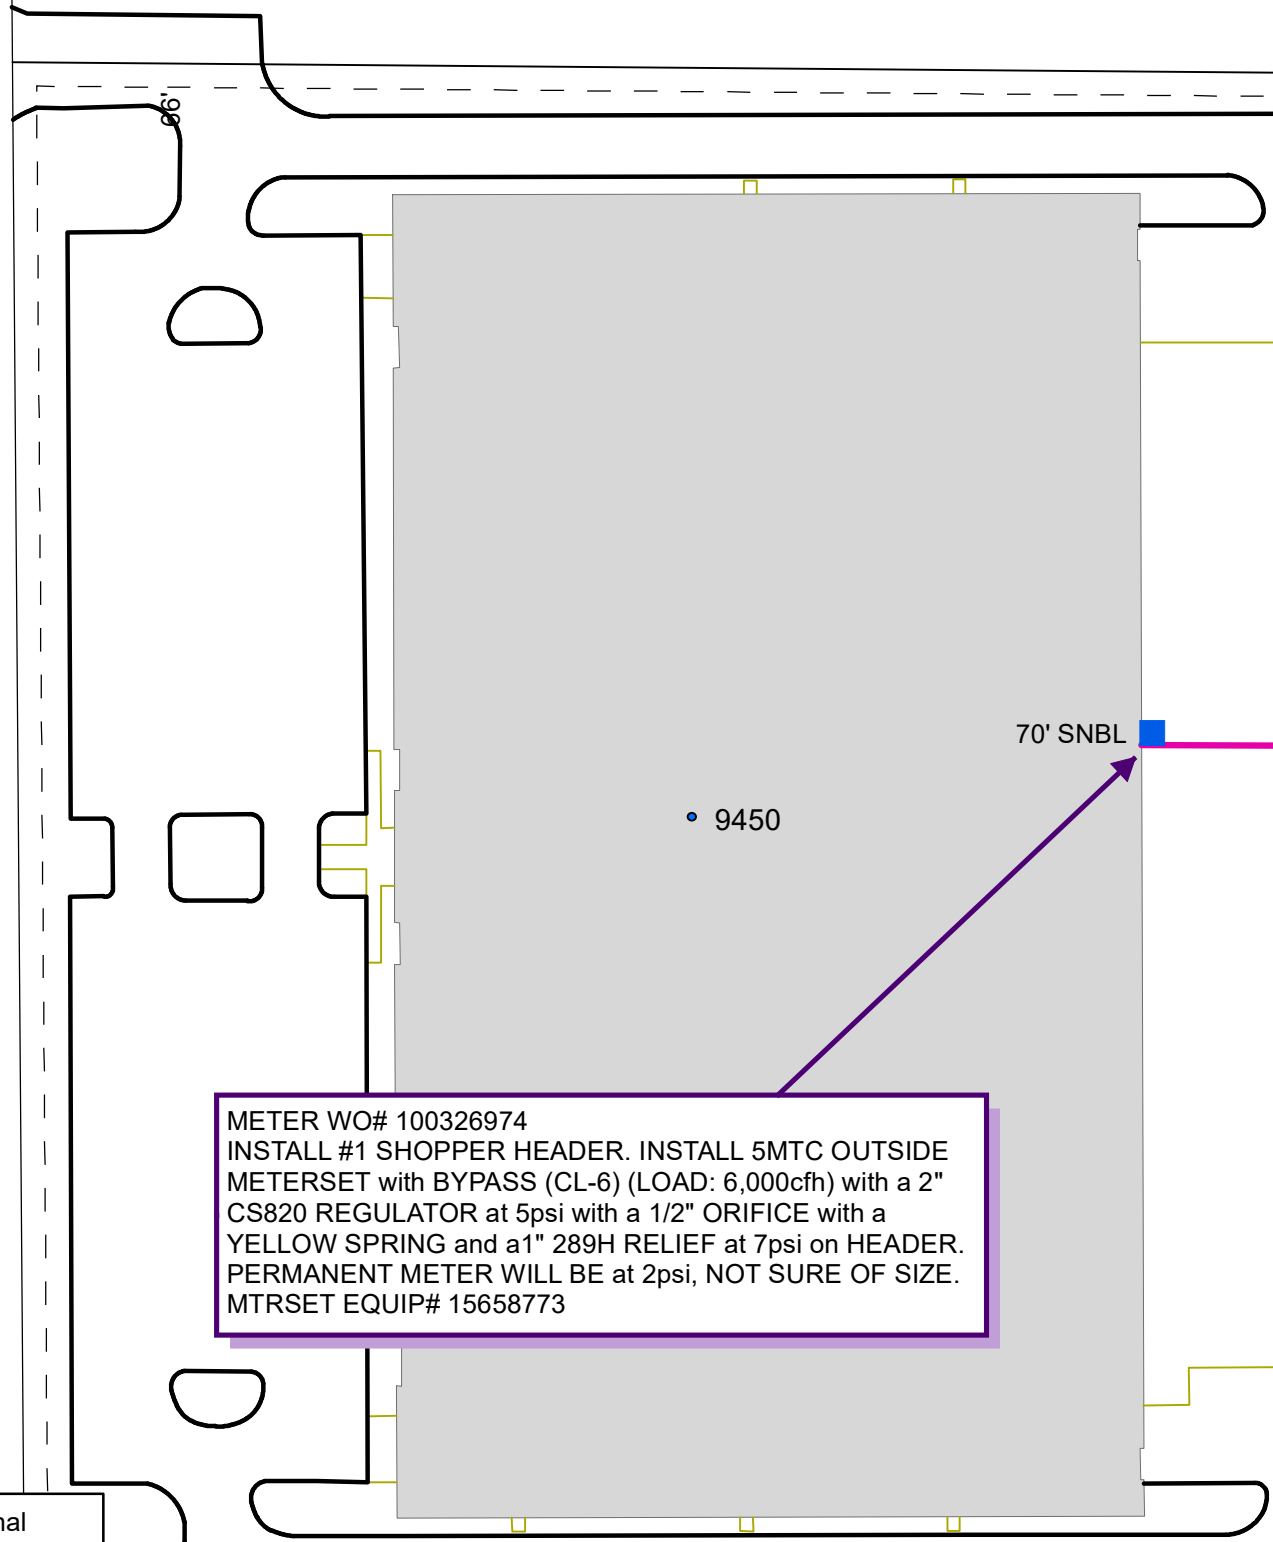 66'
70' SNBL
9450
METER WO# 100326974
INSTALL #1 SHOPPER HEADER. INSTALL 5MTC OUTSIDE
METERSET with BYPASS (CL-6) (LOAD: 6,000cfh) with a 2"
CS820 REGULATOR at 5psi with a 1/2" ORIFICE with a
YELLOW SPRING and a1" 289H RELIEF at 7psi on HEADER.
PERMANENT METER WILL BE at 2psi, NOT SURE OF SIZE.
MTRSET EQUIP# 15658773